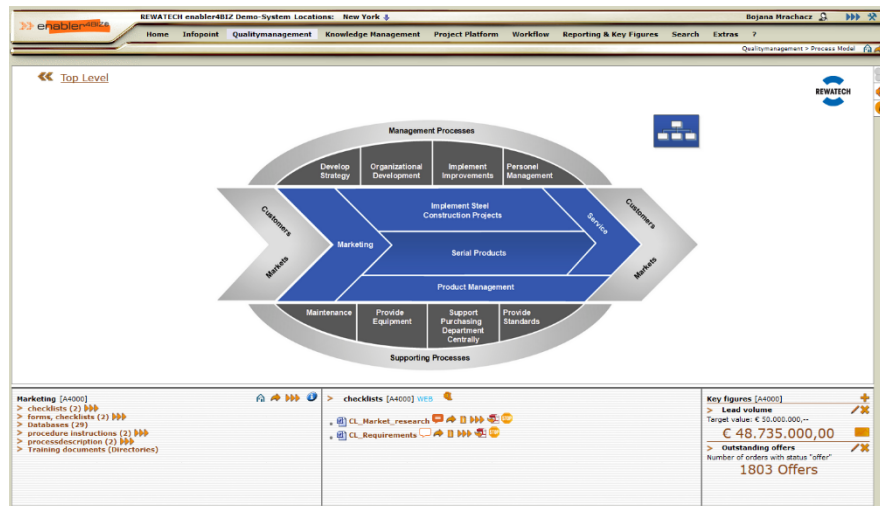 REWATECH enabler4BIZ Demo-System Locations: New York
Bojana Mrachacz
enabler4BIZ
Home Infopoint Qualitymanagement Knowledge Management Project Platform Workflow Reporting & Key Figures Search Extras ?
Qualitymanagement > Process Model
Top Level
REWATECH
Management Processes
Develop Strategy
Organizational Development
Implement Improvements
Personel Management
Customers
Markets
Marketing
Implement Steel
Construction Projects
Serial Products
Product Management
Service
Customers
Markets
Maintenance
Provide Equipment
Support Purchasing Department Centrally
Provide Standards
Supporting Processes
Marketing [A4000]
> checklists (2)
> forms, checklists (2)
> Databases (29)
> procedure instructions (2)
> processdescription (2)
> Training documents (Directories)
> checklists [A4000] WEB
CL_Market_research
CL_Requirements
Key figures [A4000]
> Lead volume
Target value: € 50.000.000,--
€ 48.735.000,00
> Outstanding offers
Number of orders with status "offer"
1803 Offers